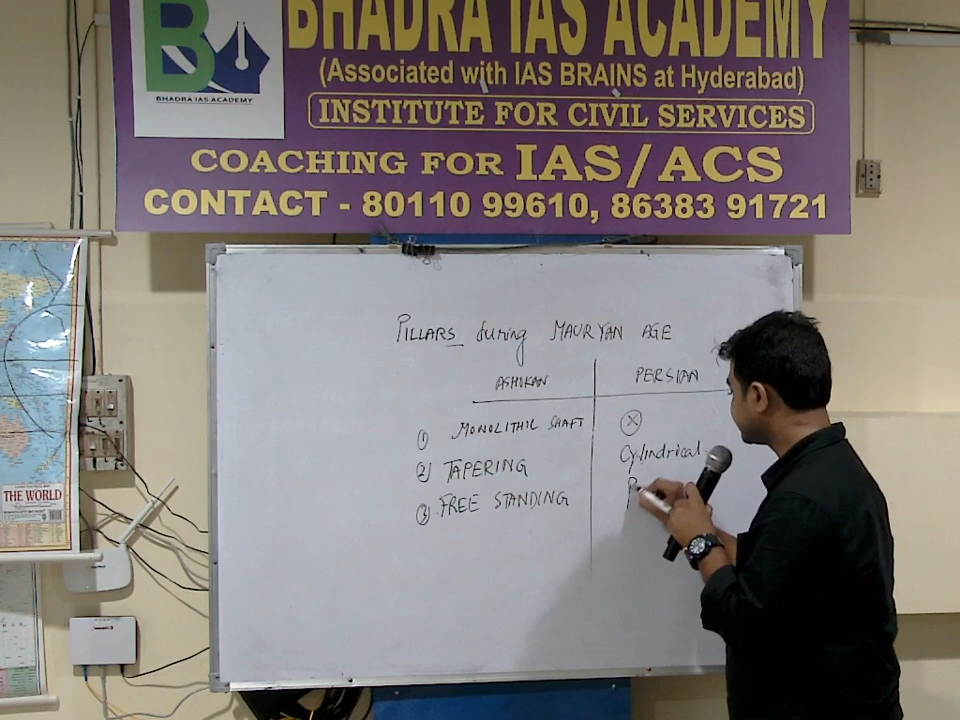 BHADRA IAS ACADEMY
B
BHADRA IAS ACADEMY
(Associated with IAS BRAINS at Hyderabad)
INSTITUTE FOR CIVIL SERVICES
COACHING FOR IAS/ACS
CONTACT - 80110 99610, 86383 91721
PILLARS during MAURYAN AGE
ASHOKAN PERSIAN
① MONOLITHIC SHAFT ⓧ
② TAPERING Cylindrical
③ FREE STANDING P
THE WORLD